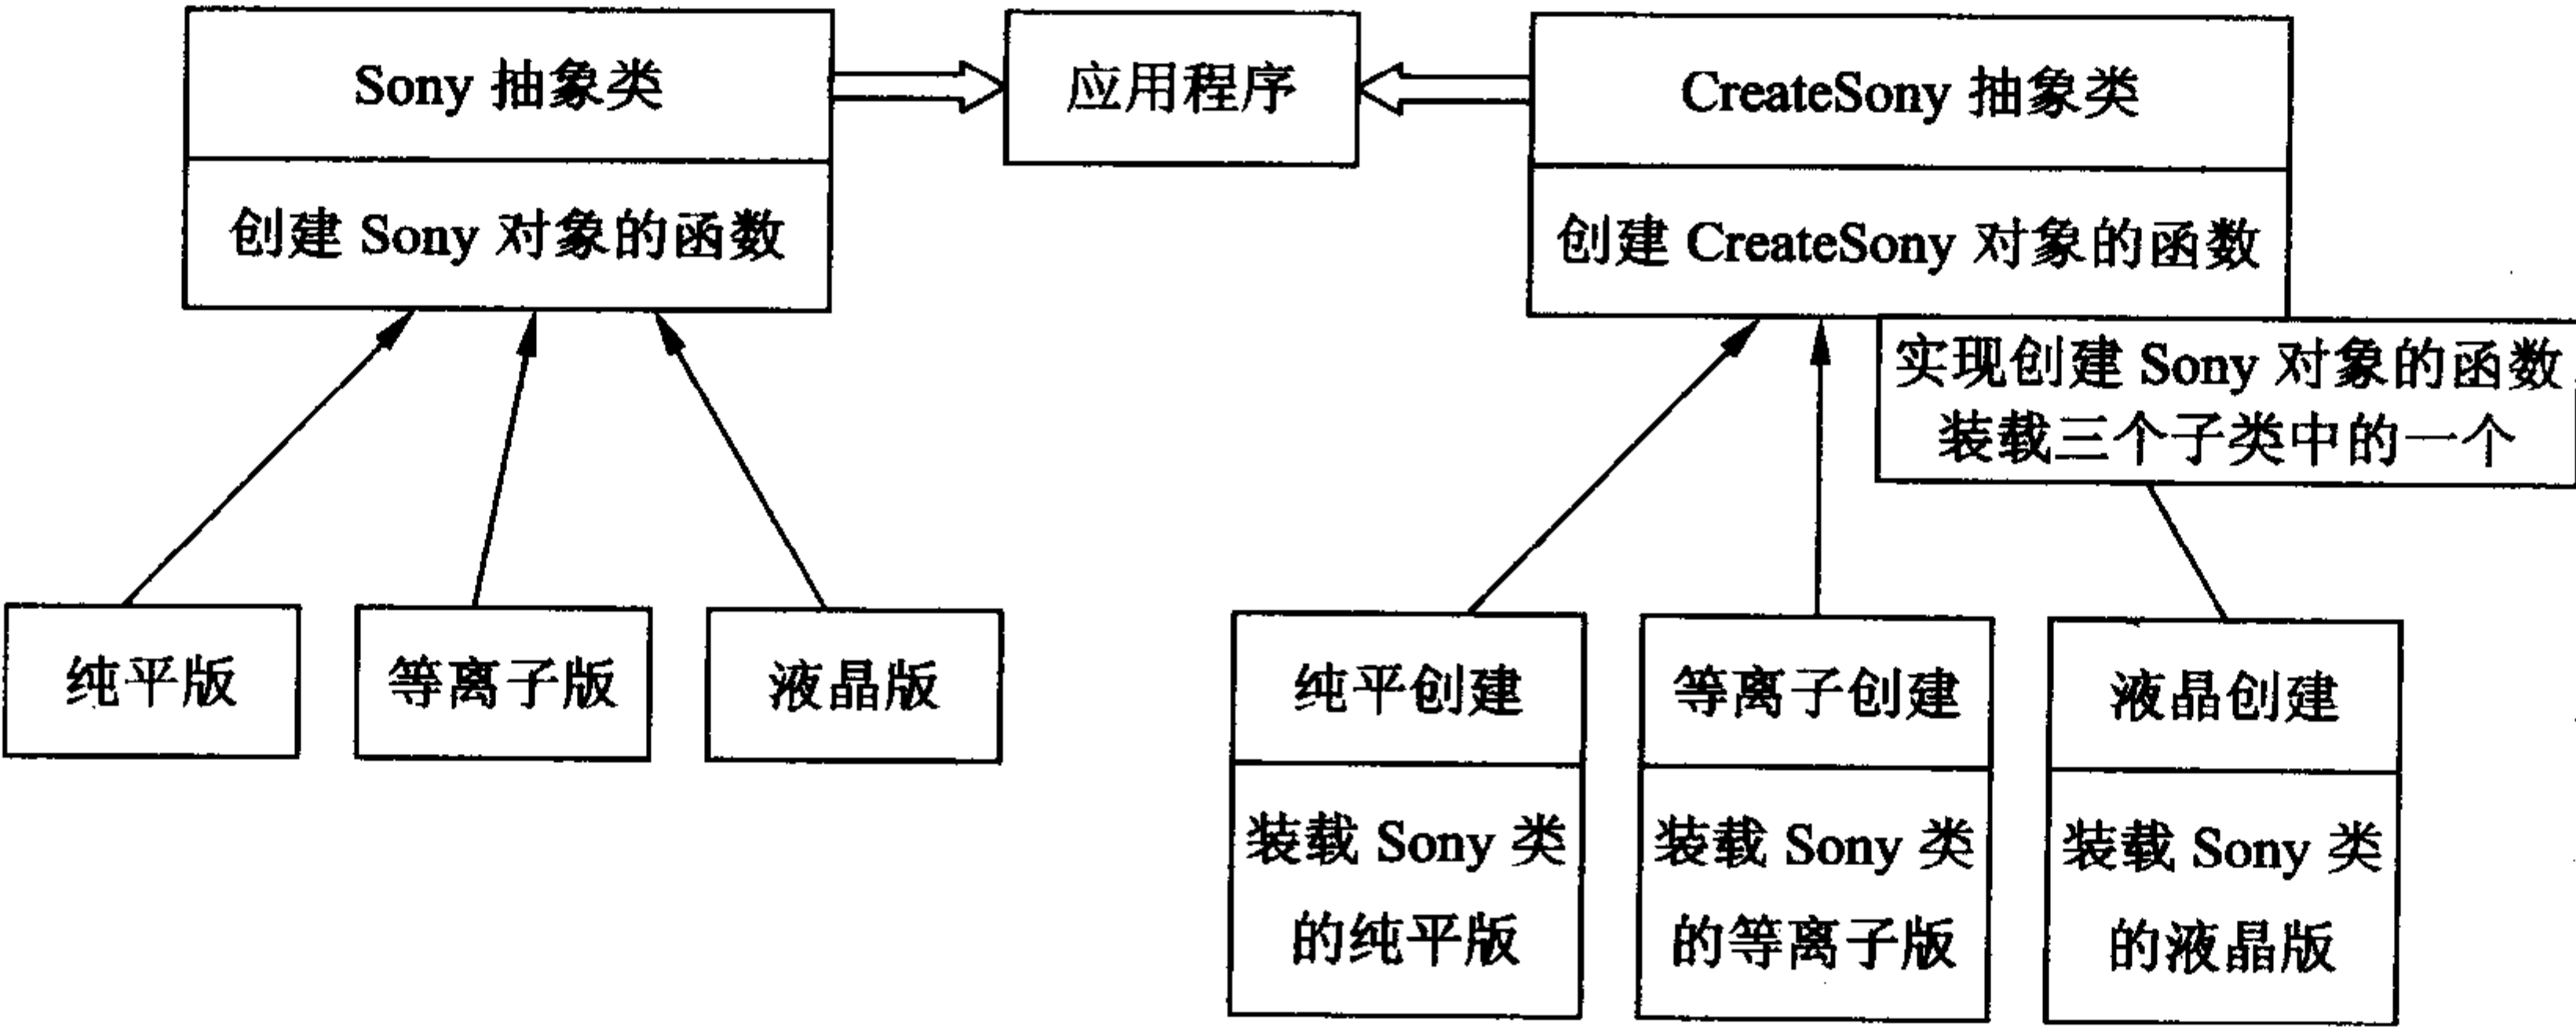 Sony 抽象类
应用程序
CreateSony 抽象类
创建 Sony 对象的函数
创建 CreateSony 对象的函数
实现创建 Sony 对象的函数
装载三个子类中的一个
纯平版
等离子版
液晶版
纯平创建
等离子创建
液晶创建
装载 Sony 类
的纯平版
装载 Sony 类
的等离子版
装载 Sony 类
的液晶版